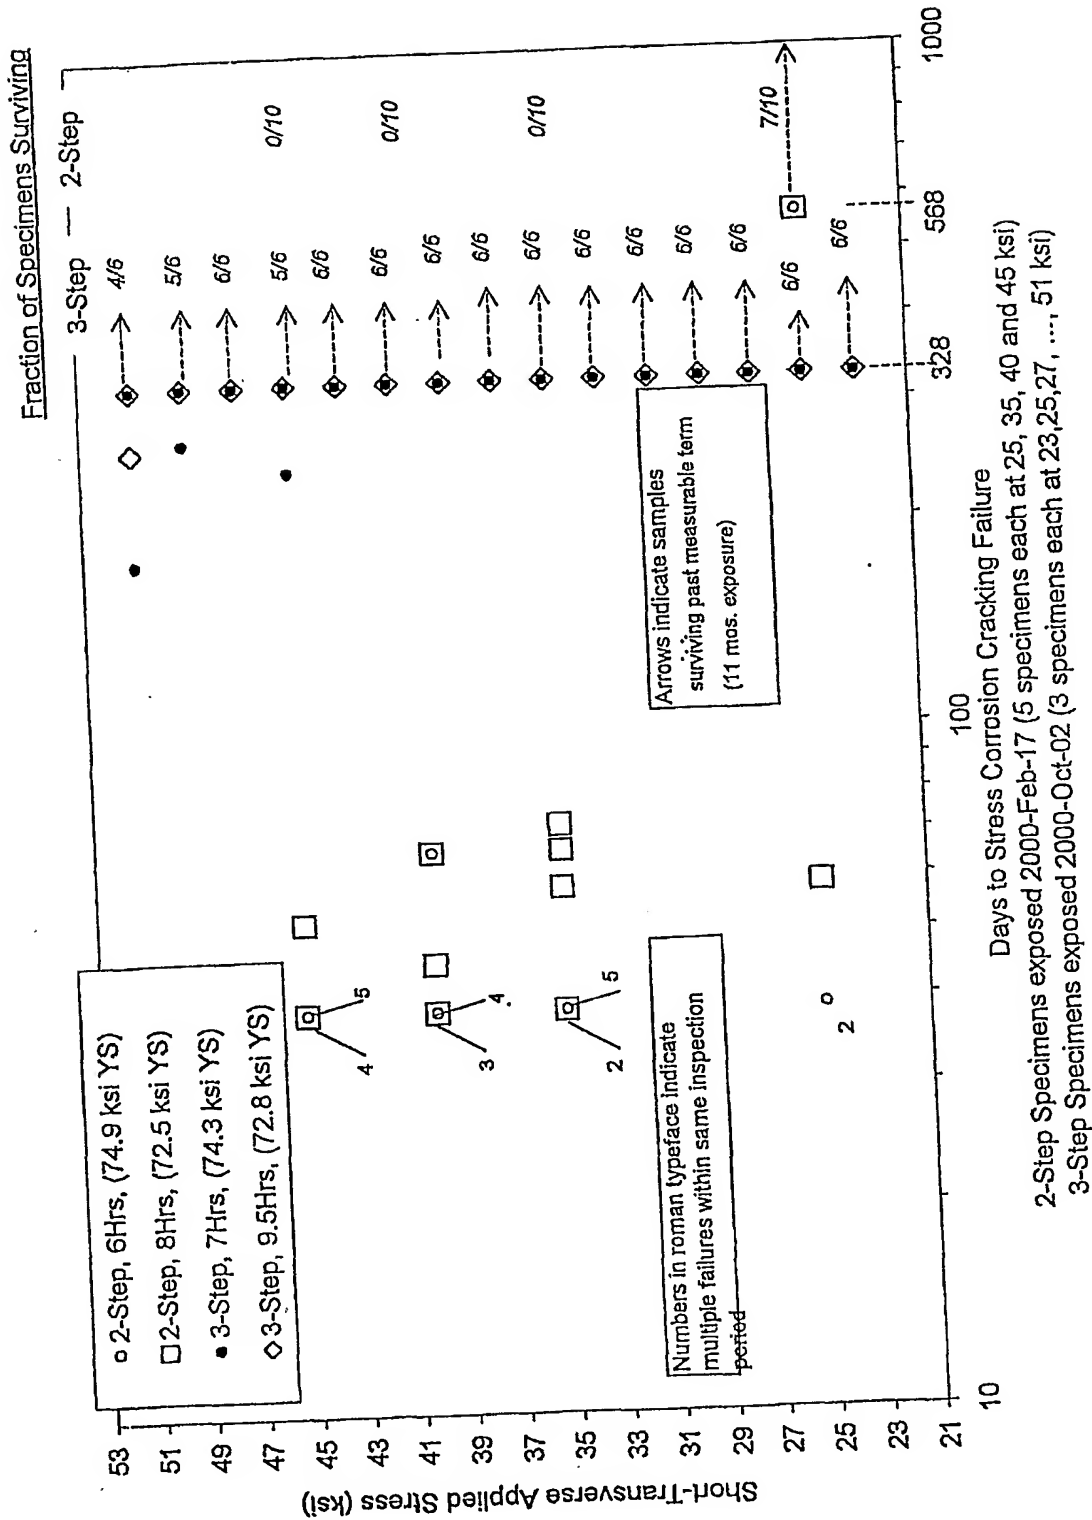 Fraction of Specimens Surviving
3-Step — 2-Step
4/6
5/6
6/6
5/6 0/10
6/6
6/6 0/10
6/6
6/6
6/6 0/10
6/6
6/6
6/6
6/6
6/6 7/10
6/6
o 2-Step, 6Hrs, (74.9 ksi YS)
□ 2-Step, 8Hrs, (72.5 ksi YS)
• 3-Step, 7Hrs, (74.3 ksi YS)
◇ 3-Step, 9.5Hrs, (72.8 ksi YS)
4 5
3 4
2 5
2
Arrows indicate samples
surviving past measurable term
(11 mos. exposure)
Numbers in roman typeface indicate
multiple failures within same inspection
period
Short-Transverse Applied Stress (ksi)
53
51
49
47
45
43
41
39
37
35
33
31
29
27
25
23
21
10 100 328 568 1000
Days to Stress Corrosion Cracking Failure
2-Step Specimens exposed 2000-Feb-17 (5 specimens each at 25, 35, 40 and 45 ksi)
3-Step Specimens exposed 2000-Oct-02 (3 specimens each at 23,25,27, ..., 51 ksi)